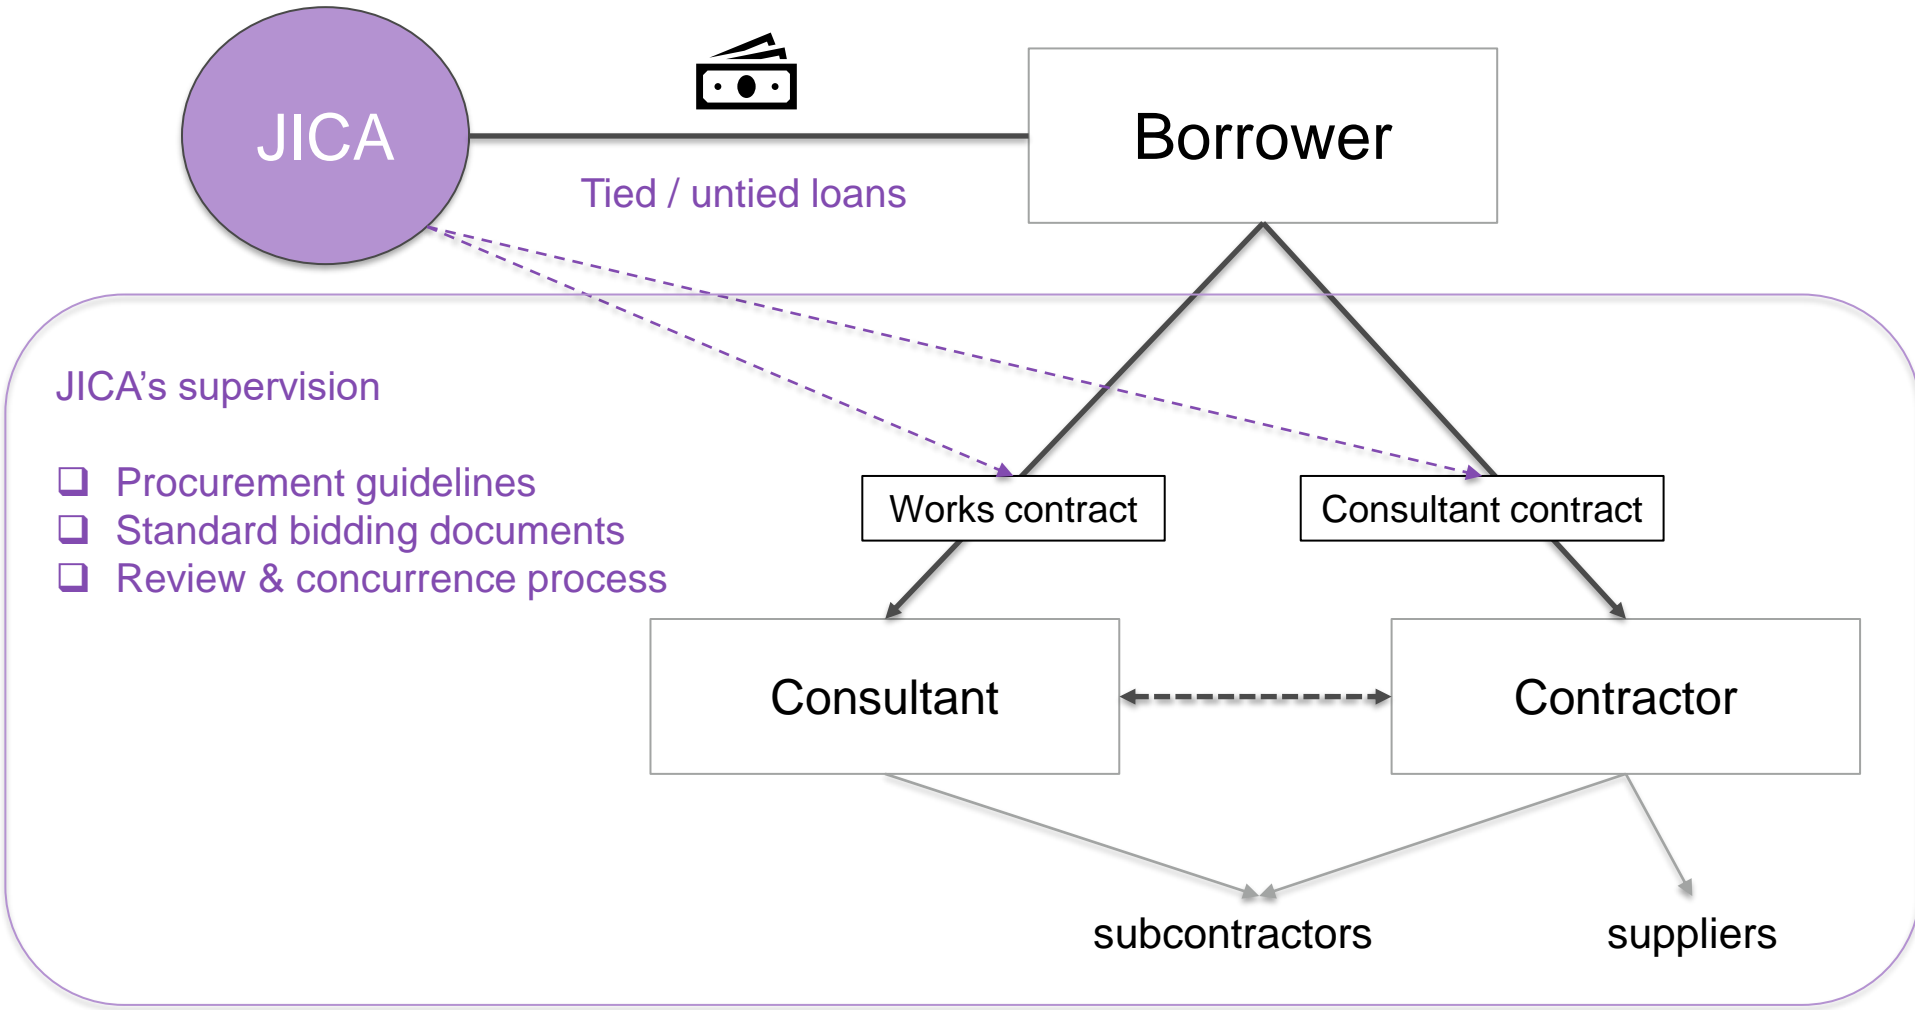 JICA
Borrower
Tied / untied loans
JICA’s supervision
❑ Procurement guidelines
❑ Standard bidding documents
❑ Review & concurrence process
Works contract
Consultant contract
Consultant
Contractor
subcontractors
suppliers